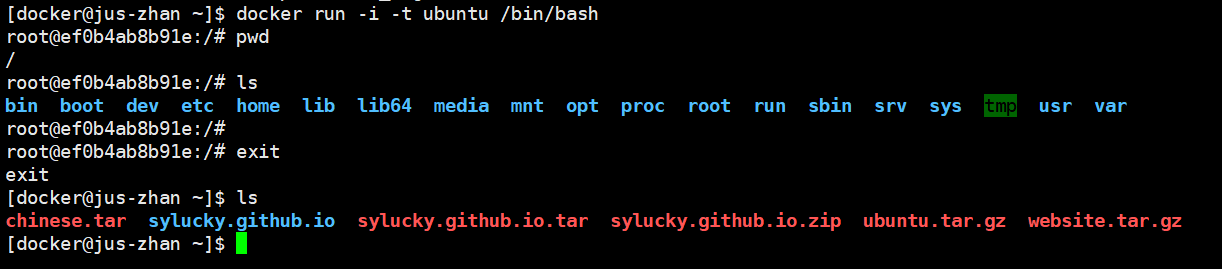 [docker@jus-zhan ~]$ docker run -i -t ubuntu /bin/bash
root@ef0b4ab8b91e:/# pwd
/
root@ef0b4ab8b91e:/# ls
bin boot dev etc home lib lib64 media mnt opt proc root run sbin srv sys tmp usr var
root@ef0b4ab8b91e:/#
root@ef0b4ab8b91e:/# exit
exit
[docker@jus-zhan ~]$ ls
chinese.tar sylucky.github.io sylucky.github.io.tar sylucky.github.io.zip ubuntu.tar.gz website.tar.gz
[docker@jus-zhan ~]$